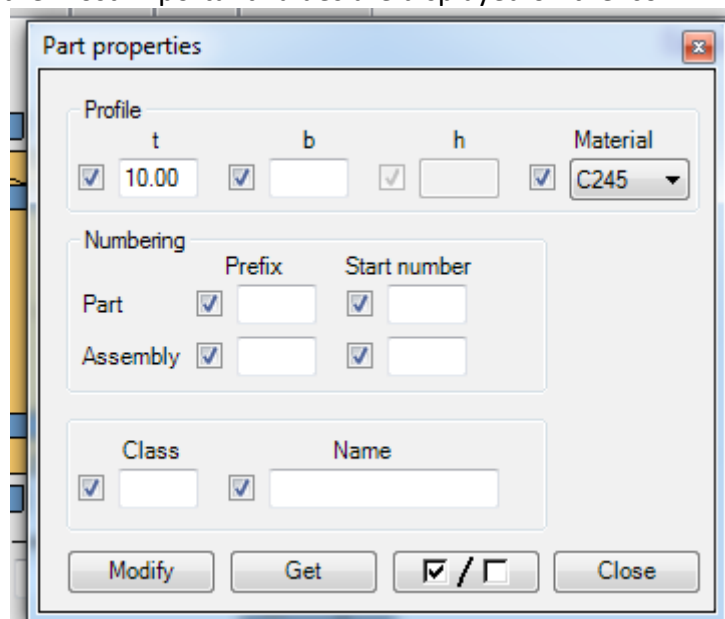 Part properties
Profile
t b h Material
10.00 C245
Numbering
Prefix Start number
Part
Assembly
Class Name
Modify Get / Close